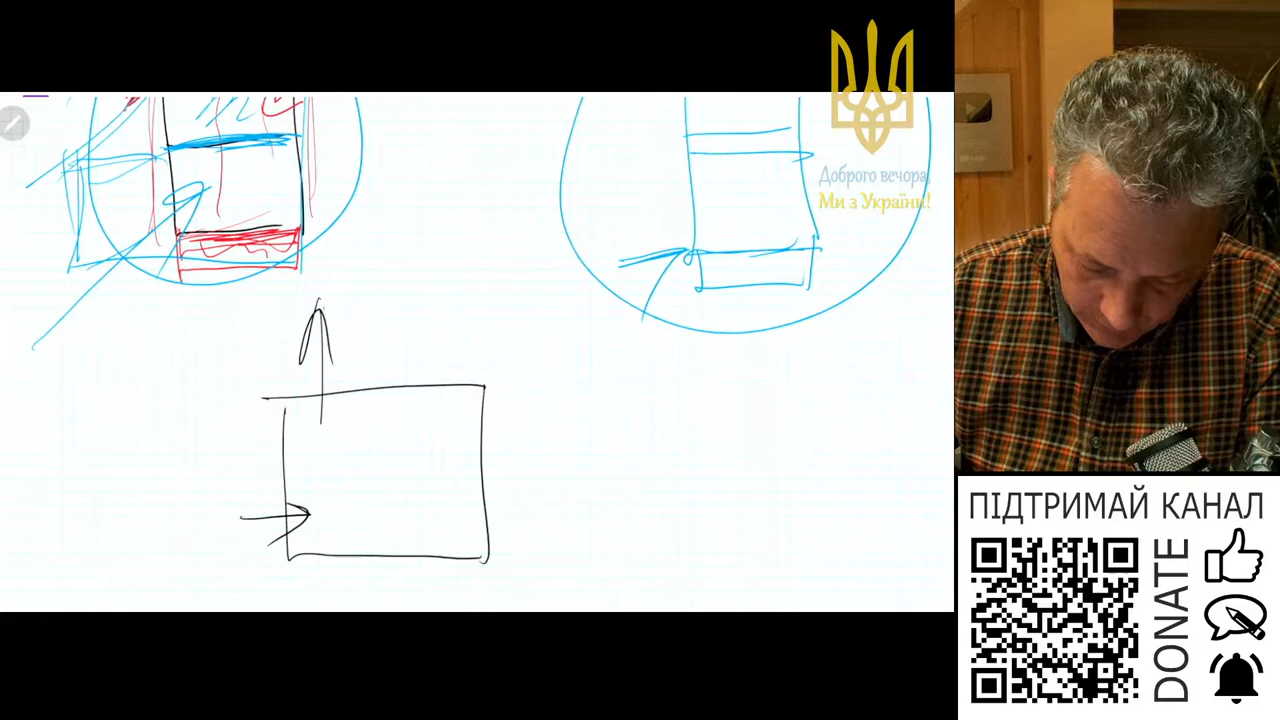 Доброго вечора,
Ми з України!
ПІДТРИМАЙ КАНАЛ
DONATE